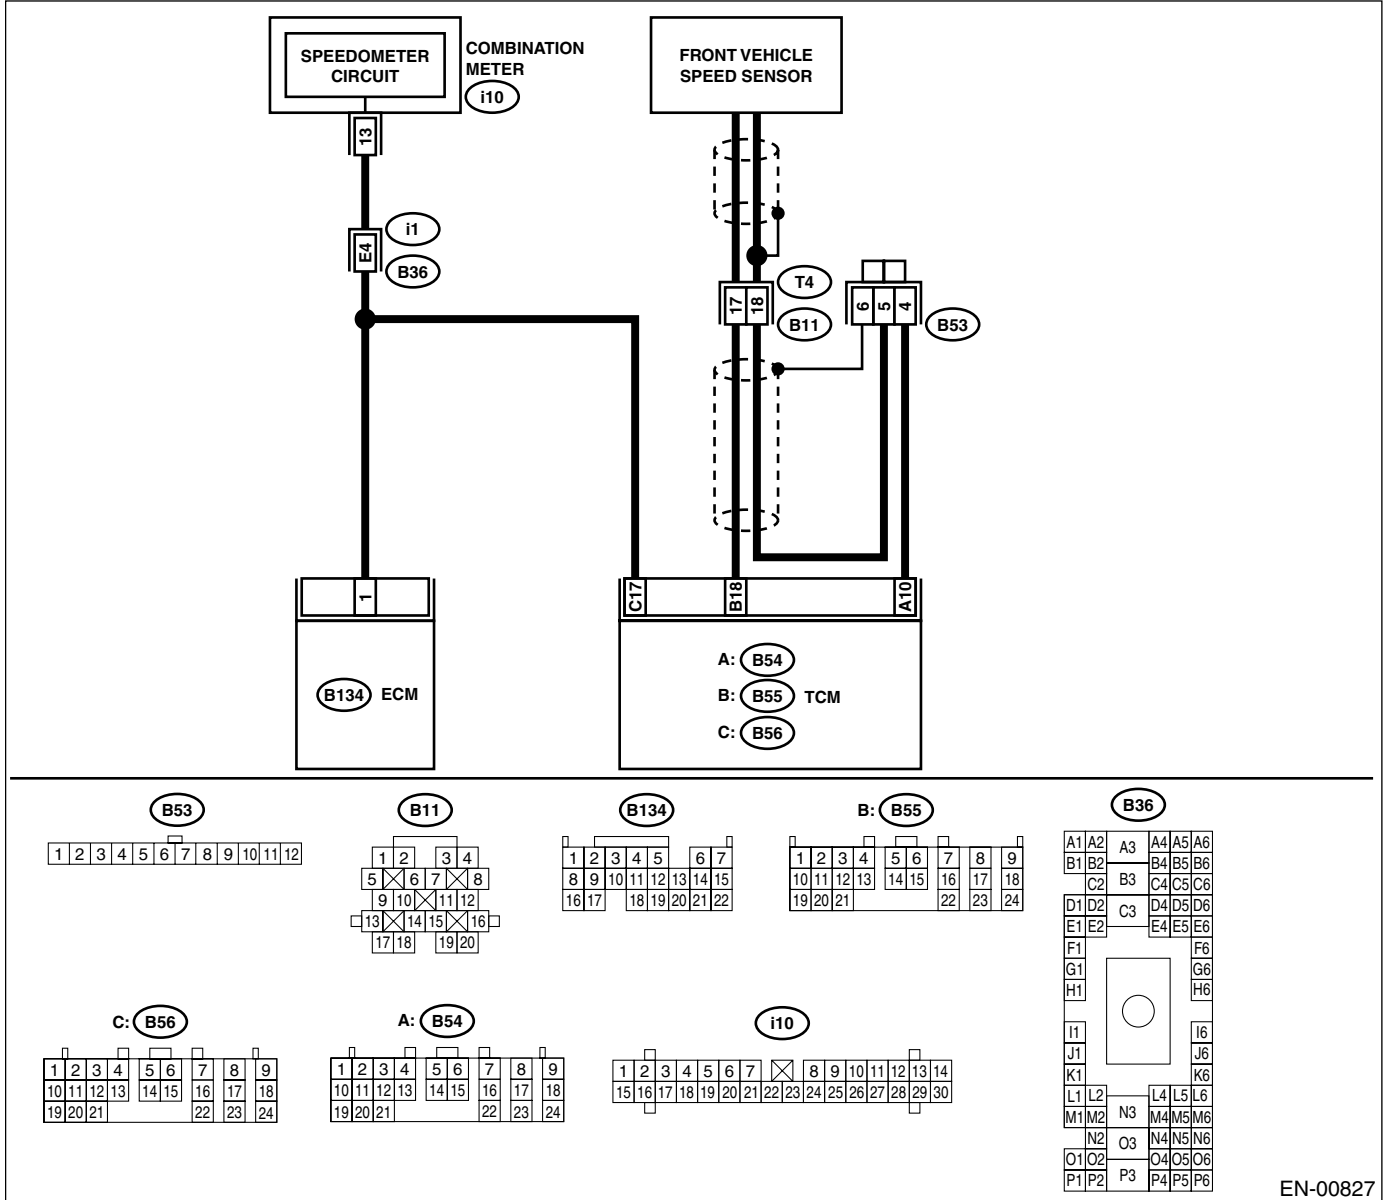 SPEEDOMETER
CIRCUIT
COMBINATION
METER
i10
FRONT VEHICLE
SPEED SENSOR
13
i1
E4
B36
T4
17 18
B11
6 5 4
B53
1
C17
B18
A10
B134 ECM
A: B54
B: B55 TCM
C: B56
B53
1 2 3 4 5 6 7 8 9 10 11 12
B11
1 2 3 4
5 6 7 8
9 10 11 12
13 14 15 16
17 18 19 20
B134
1 2 3 4 5 6 7
8 9 10 11 12 13 14 15
16 17 18 19 20 21 22
B: B55
1 2 3 4 5 6 7 8 9
10 11 12 13 14 15 16 17 18
19 20 21 22 23 24
B36
A1 A2 A3 A4 A5 A6
B1 B2 B3 B4 B5 B6
C2 C3 C4 C5 C6
D1 D2 D4 D5 D6
E1 E2 E4 E5 E6
F1 F6
G1 G6
H1 H6
I1 I6
J1 J6
K1 K6
L1 L2 L4 L5 L6
M1 M2 N3 M4 M5 M6
N2 O3 N4 N5 N6
O1 O2 O4 O5 O6
P1 P2 P3 P4 P5 P6
C: B56
1 2 3 4 5 6 7 8 9
10 11 12 13 14 15 16 17 18
19 20 21 22 23 24
A: B54
1 2 3 4 5 6 7 8 9
10 11 12 13 14 15 16 17 18
19 20 21 22 23 24
i10
1 2 3 4 5 6 7 8 9 10 11 12 13 14
15 16 17 18 19 20 21 22 23 24 25 26 27 28 29 30
EN-00827